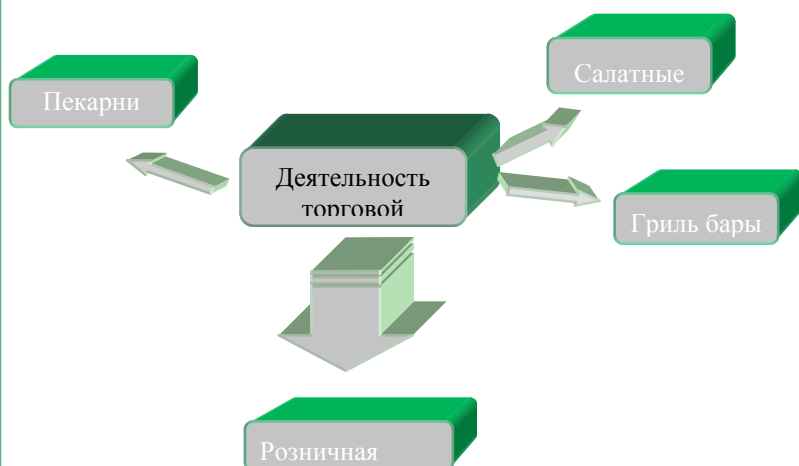 Салатные
Пекарни
Деятельность
торговой
Гриль бары
Розничная